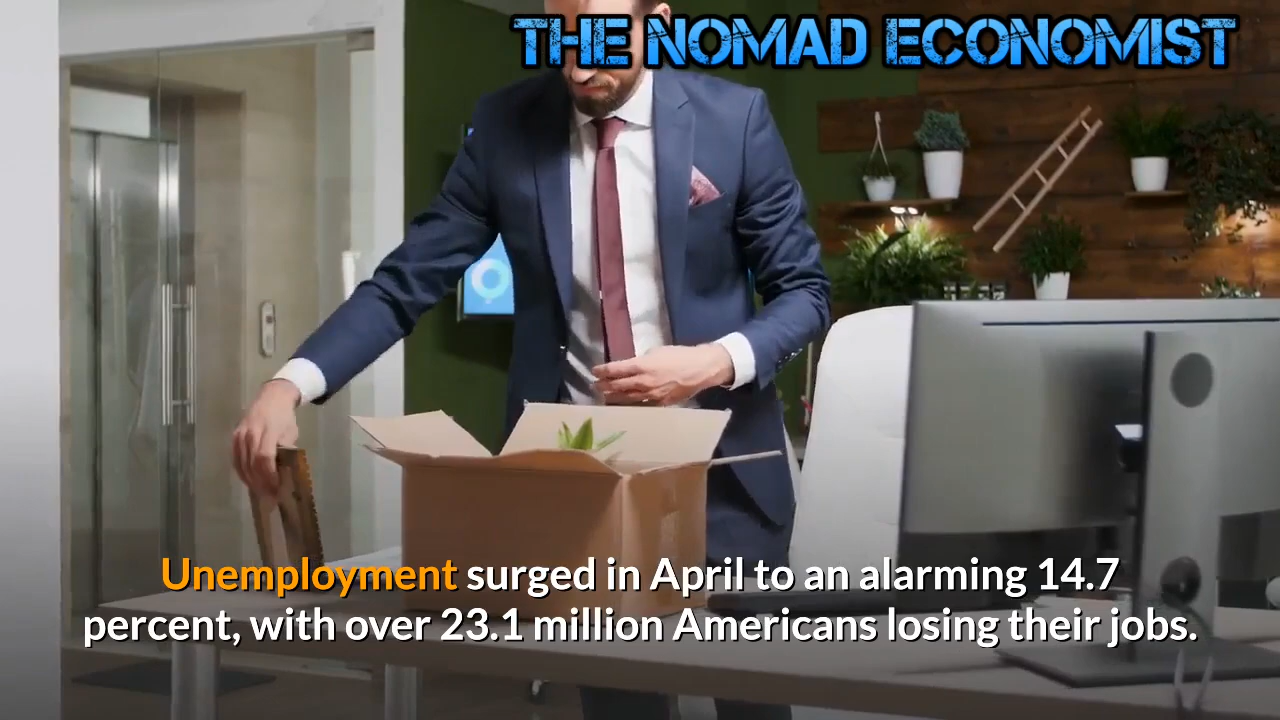 THE NOMAD ECONOMIST
Unemployment surged in April to an alarming 14.7
percent, with over 23.1 million Americans losing their jobs.